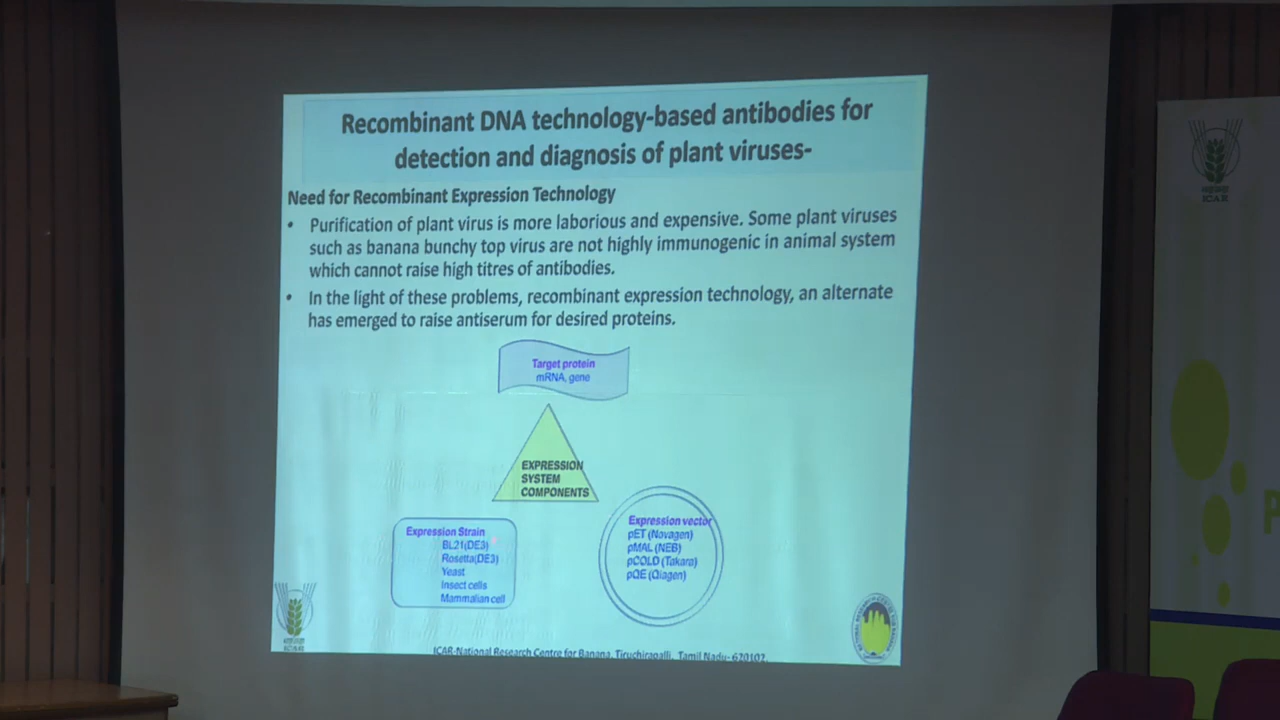 Recombinant DNA technology-based antibodies for
detection and diagnosis of plant viruses-
Need for Recombinant Expression Technology
• Purification of plant virus is more laborious and expensive. Some plant viruses
such as banana bunchy top virus are not highly immunogenic in animal system
which cannot raise high titres of antibodies.
• In the light of these problems, recombinant expression technology, an alternate
has emerged to raise antiserum for desired proteins.
Target protein
mRNA, gene
EXPRESSION
SYSTEM
COMPONENTS
Expression Strain
BL21(DE3)
Rosetta(DE3)
Yeast
Insect cells
Mammalian cell
Expression vector
pET (Novagen)
pMAL (NEB)
pCOLD (Takara)
pQE (Qiagen)
ICAR-National Research Centre for Banana, Tiruchirapalli, Tamil Nadu- 620102.
ICAR